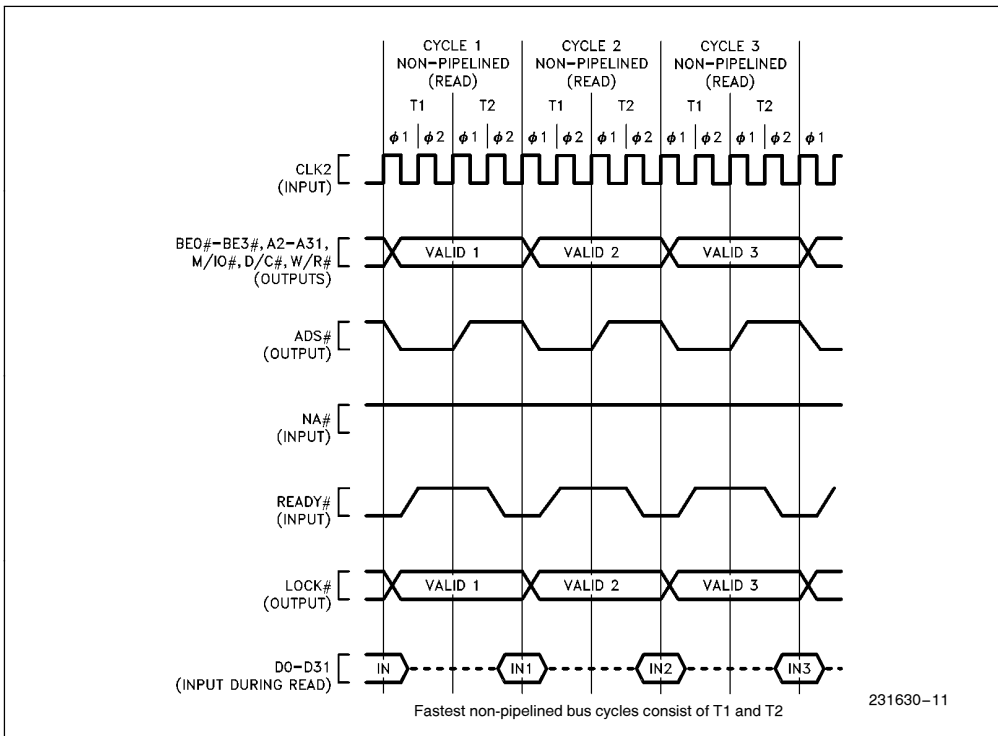 CYCLE 1 CYCLE 2 CYCLE 3
NON-PIPELINED NON-PIPELINED NON-PIPELINED
(READ) (READ) (READ)
T1 T2 T1 T2 T1 T2
ϕ1 ϕ2 ϕ1 ϕ2 ϕ1 ϕ2 ϕ1 ϕ2 ϕ1 ϕ2 ϕ1 ϕ2 ϕ1
CLK2
(INPUT)
BE0#-BE3#, A2-A31,
M/IO#, D/C#, W/R#
(OUTPUTS)
VALID 1 VALID 2 VALID 3
ADS#
(OUTPUT)
NA#
(INPUT)
READY#
(INPUT)
LOCK#
(OUTPUT)
VALID 1 VALID 2 VALID 3
D0-D31
(INPUT DURING READ)
IN IN1 IN2 IN3
231630-11
Fastest non-pipelined bus cycles consist of T1 and T2